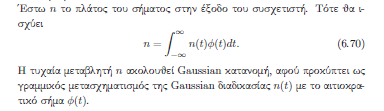 Έστω n το πλάτος του σήματος στην έξοδο του συσχετιστή. Τότε θα ι-
σχύει
n = ∫_{-∞}^{∞} n(t)ϕ(t)dt. (6.70)
Η τυχαία μεταβλητή n ακολουθεί Gaussian κατανομή, αφού προκύπτει ως
γραμμικός μετασχηματισμός της Gaussian διαδικασίας n(t) με το αιτιοκρα-
τικό σήμα ϕ(t).